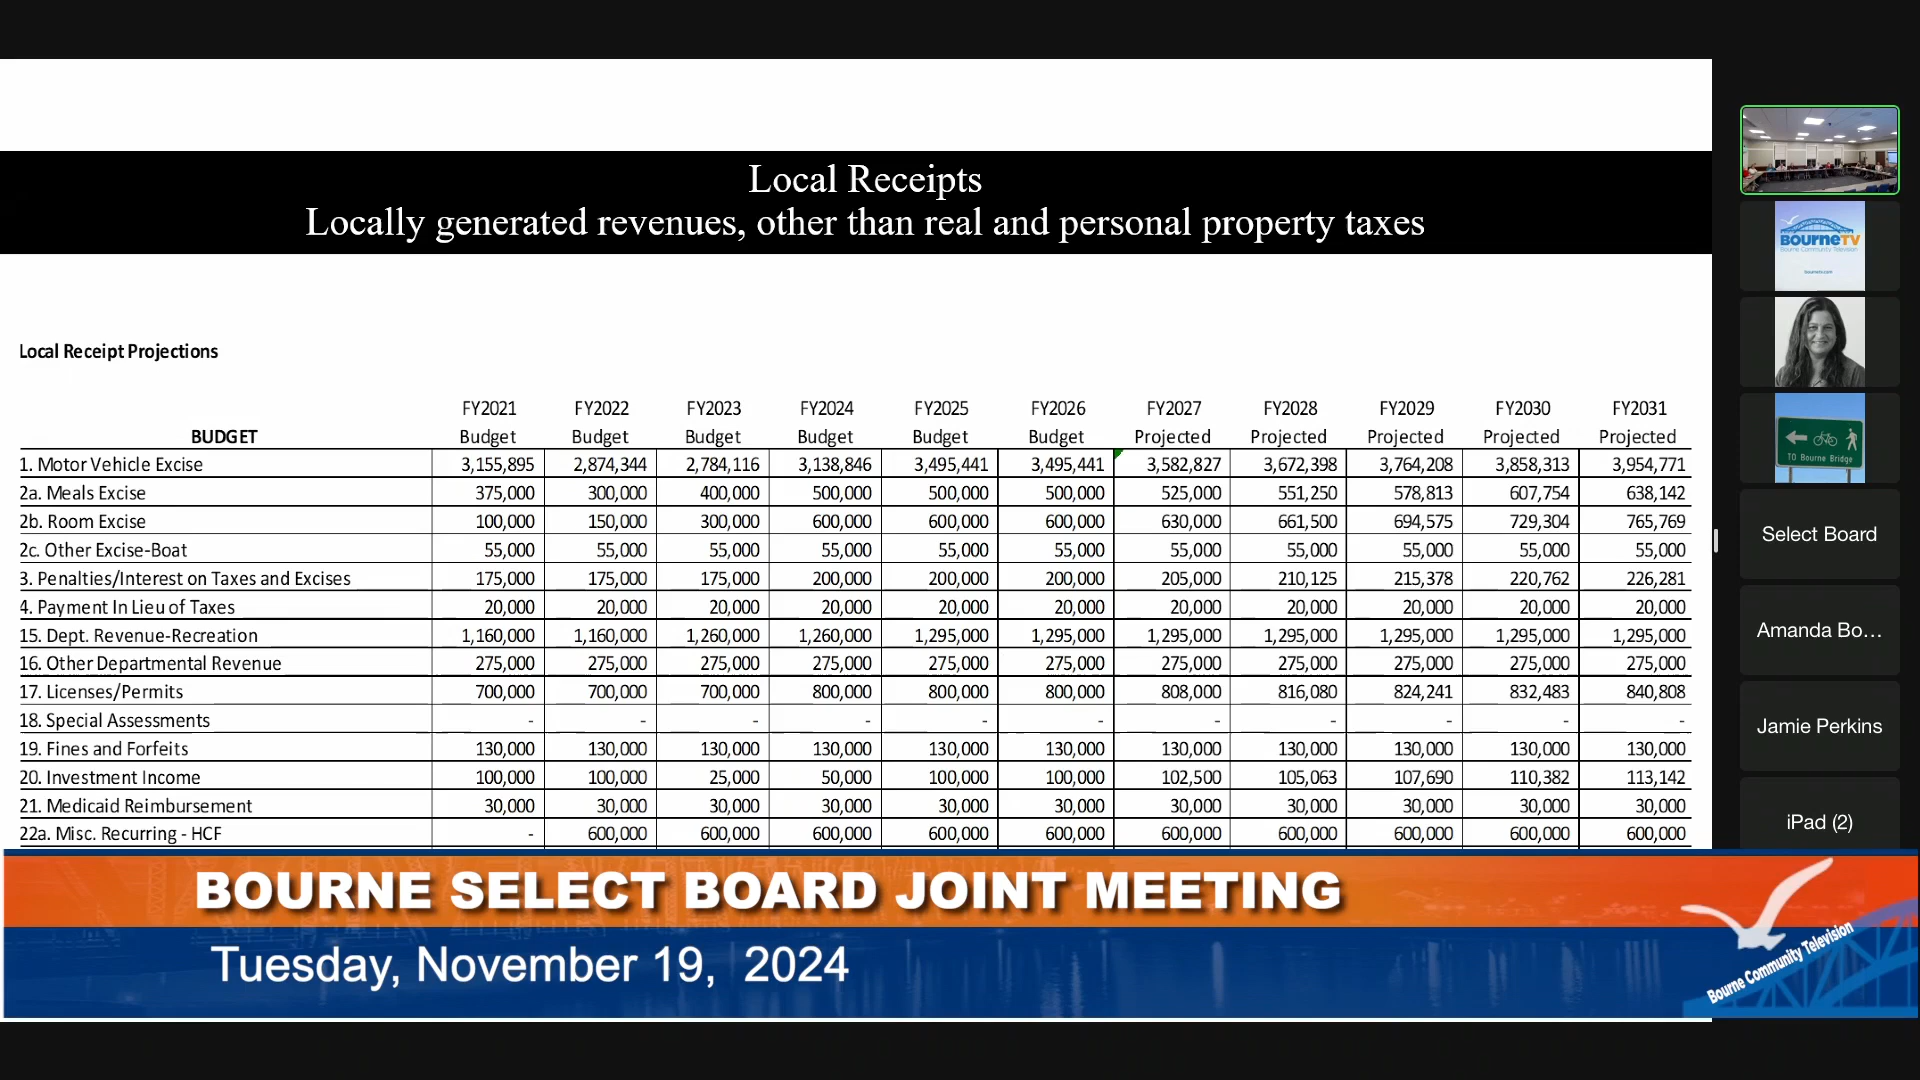 Local Receipts
Locally generated revenues, other than real and personal property taxes
Local Receipt Projections
FY2021 FY2022 FY2023 FY2024 FY2025 FY2026 FY2027 FY2028 FY2029 FY2030 FY2031
BUDGET Budget Budget Budget Budget Budget Budget Projected Projected Projected Projected Projected
1. Motor Vehicle Excise 3,155,895 2,874,344 2,784,116 3,138,846 3,495,441 3,495,441 3,582,827 3,672,398 3,764,208 3,858,313 3,954,771
2a. Meals Excise 375,000 300,000 400,000 500,000 500,000 500,000 525,000 551,250 578,813 607,754 638,142
2b. Room Excise 100,000 150,000 300,000 600,000 600,000 600,000 630,000 661,500 694,575 729,304 765,769
2c. Other Excise-Boat 55,000 55,000 55,000 55,000 55,000 55,000 55,000 55,000 55,000 55,000 55,000
3. Penalties/Interest on Taxes and Excises 175,000 175,000 175,000 200,000 200,000 200,000 205,000 210,125 215,378 220,762 226,281
4. Payment In Lieu of Taxes 20,000 20,000 20,000 20,000 20,000 20,000 20,000 20,000 20,000 20,000 20,000
15. Dept. Revenue-Recreation 1,160,000 1,160,000 1,260,000 1,260,000 1,295,000 1,295,000 1,295,000 1,295,000 1,295,000 1,295,000 1,295,000
16. Other Departmental Revenue 275,000 275,000 275,000 275,000 275,000 275,000 275,000 275,000 275,000 275,000 275,000
17. Licenses/Permits 700,000 700,000 700,000 800,000 800,000 800,000 808,000 816,080 824,241 832,483 840,808
18. Special Assessments - - - - - - - - - - -
19. Fines and Forfeits 130,000 130,000 130,000 130,000 130,000 130,000 130,000 130,000 130,000 130,000 130,000
20. Investment Income 100,000 100,000 25,000 50,000 100,000 100,000 102,500 105,063 107,690 110,382 113,142
21. Medicaid Reimbursement 30,000 30,000 30,000 30,000 30,000 30,000 30,000 30,000 30,000 30,000 30,000
22a. Misc. Recurring - HCF - 600,000 600,000 600,000 600,000 600,000 600,000 600,000 600,000 600,000 600,000
BOURNE SELECT BOARD JOINT MEETING
Tuesday, November 19, 2024
Bourne Community Television
BOURNETV
Bourne Community Television
TO Bourne Bridge
Select Board
Amanda Bo...
Jamie Perkins
iPad (2)